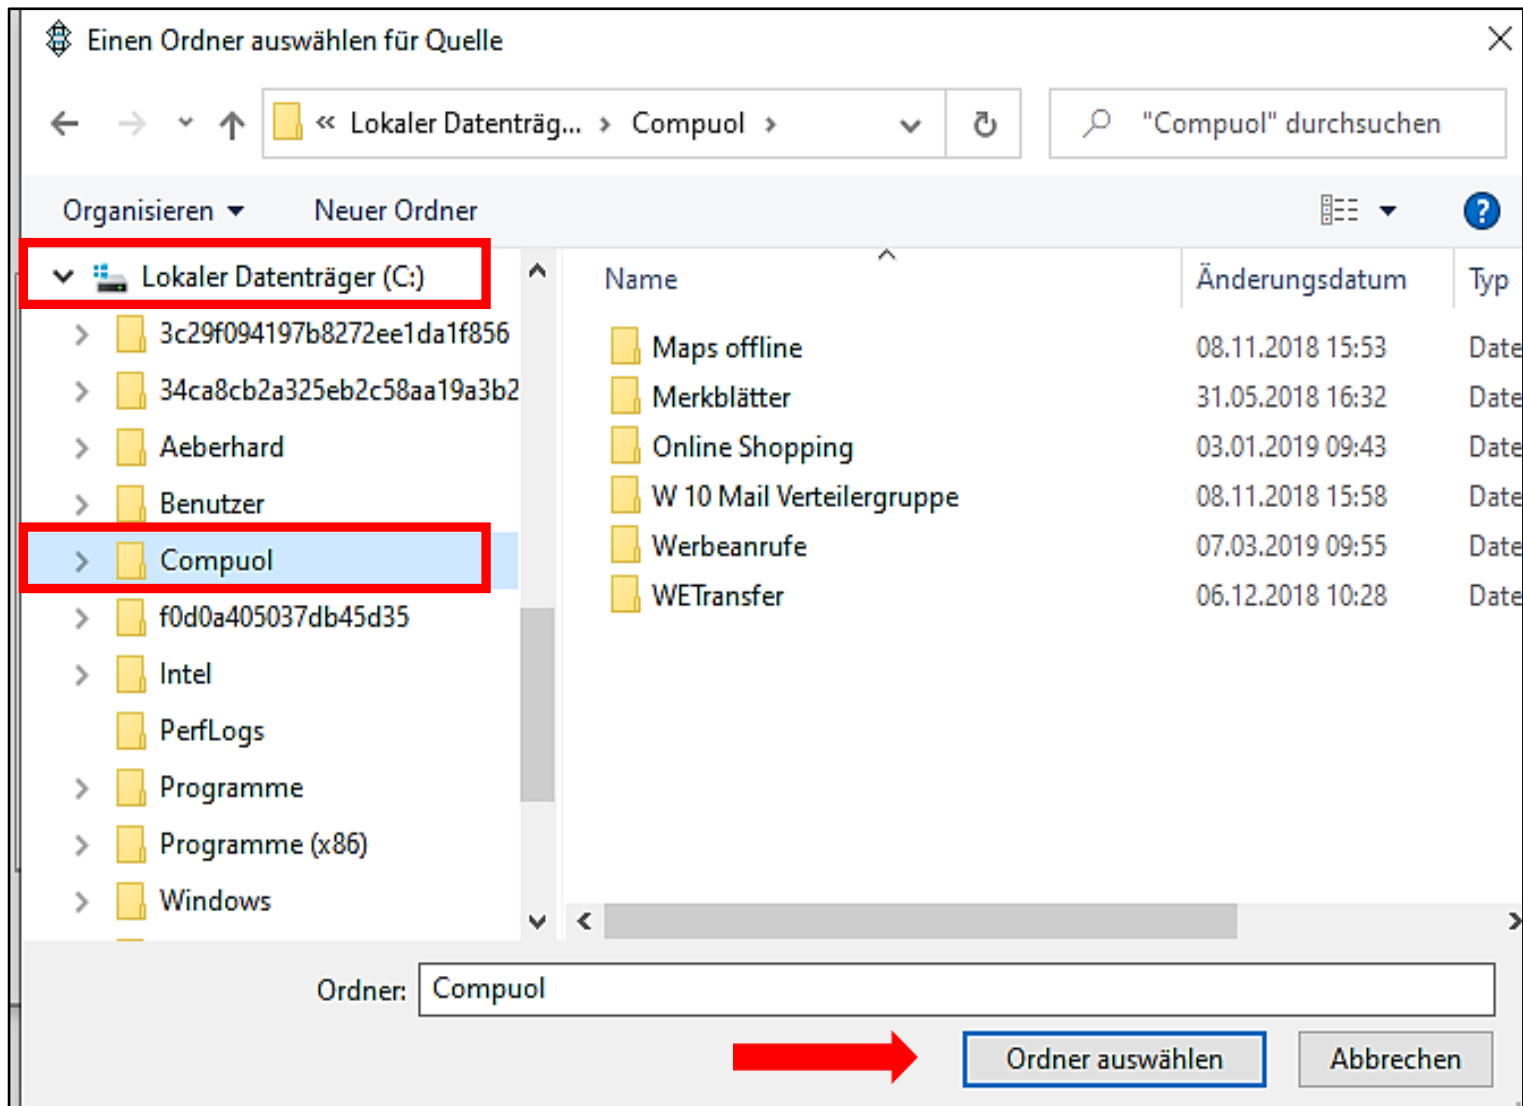 Einen Ordner auswählen für Quelle
« Lokaler Datenträg... › Compuol ›
"Compuol" durchsuchen
Organisieren Neuer Ordner
Lokaler Datenträger (C:)
3c29f094197b8272ee1da1f856
34ca8cb2a325eb2c58aa19a3b2
Aeberhard
Benutzer
Compuol
f0d0a405037db45d35
Intel
PerfLogs
Programme
Programme (x86)
Windows
Name Änderungsdatum Typ
Maps offline 08.11.2018 15:53 Date
Merkblätter 31.05.2018 16:32 Date
Online Shopping 03.01.2019 09:43 Date
W 10 Mail Verteilergruppe 08.11.2018 15:58 Date
Werbeanrufe 07.03.2019 09:55 Date
WETransfer 06.12.2018 10:28 Date
Ordner: Compuol
Ordner auswählen Abbrechen